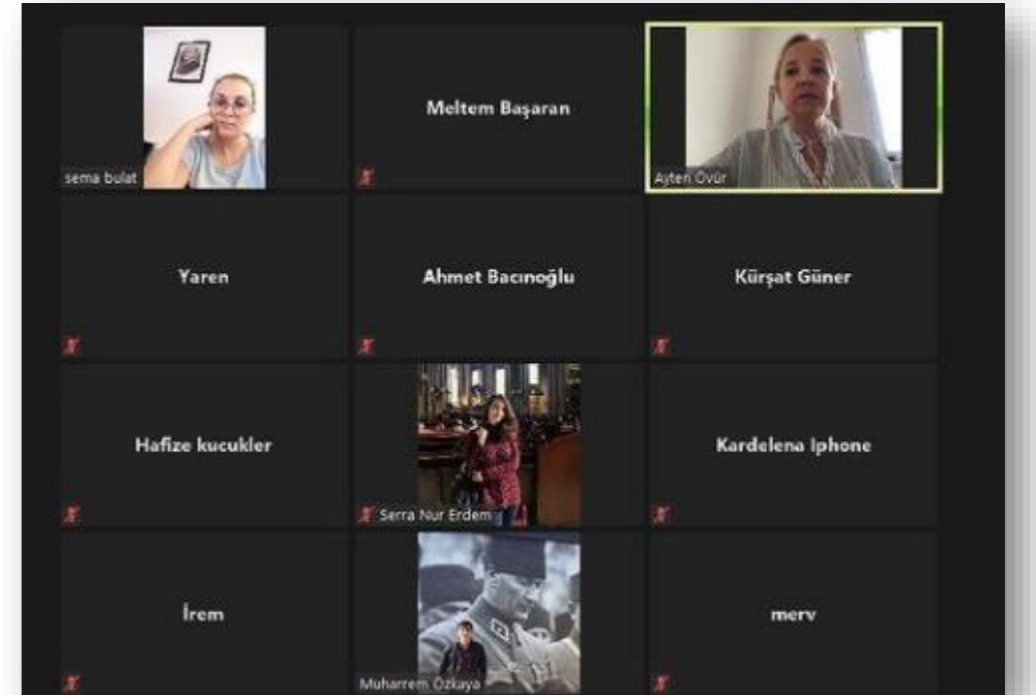 sema bulat
Meltem Başaran
Ayten Övür
Yaren
Ahmet Bacınoğlu
Kürşat Güner
Hafize kucukler
Serra Nur Erdem
Kardelena Iphone
İrem
Muharrem Özkaya
merv